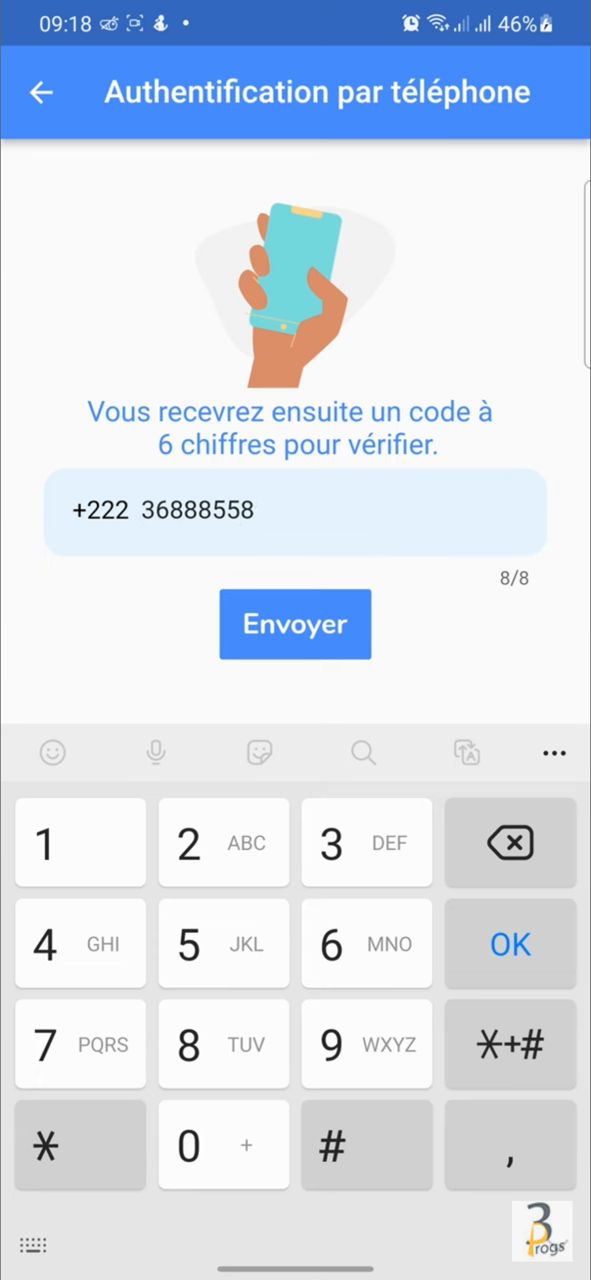 09:18 46%
Authentification par téléphone
Vous recevrez ensuite un code à
6 chiffres pour vérifier.
+222 36888558
8/8
Envoyer
1 2 ABC 3 DEF
4 GHI 5 JKL 6 MNO OK
7 PQRS 8 TUV 9 WXYZ *+#
* 0 + # ,
3
Progs